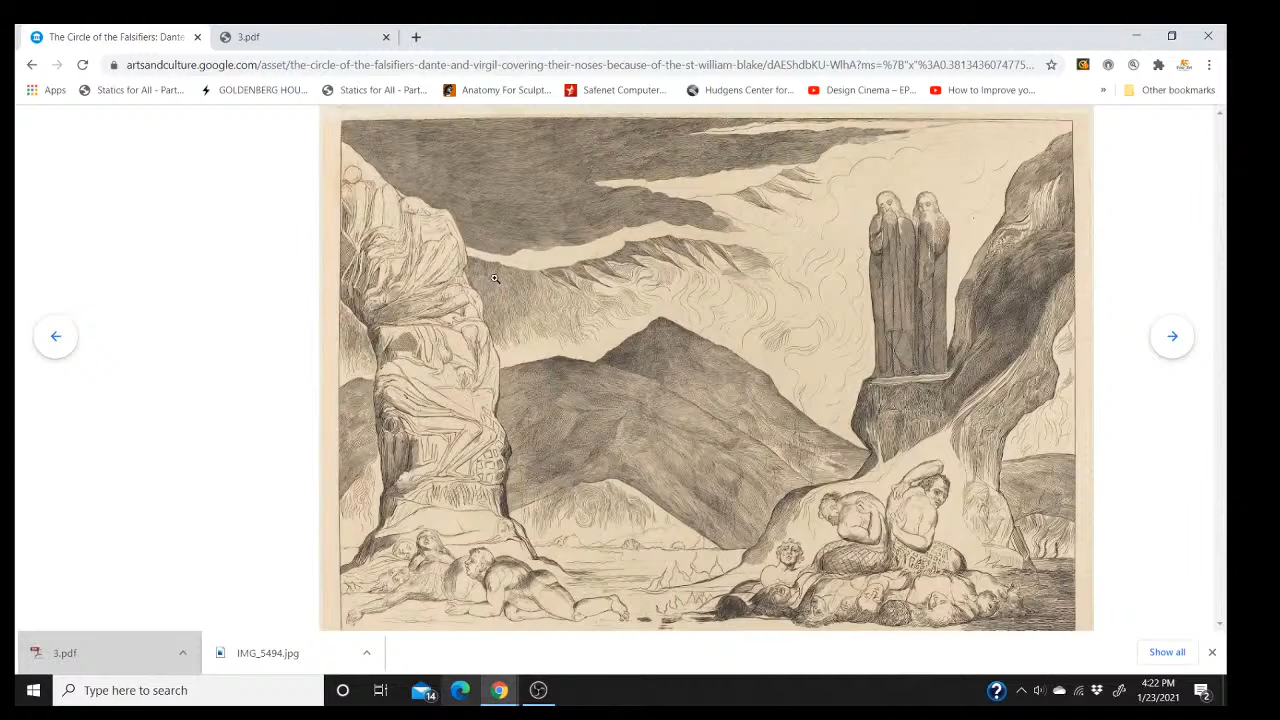 The Circle of the Falsifiers: Dante
3.pdf
artsandculture.google.com/asset/the-circle-of-the-falsifiers-dante-and-virgil-covering-their-noses-because-of-the-st-william-blake/dAEShdbKU-WlhA?ms=%7B"x"%3A0.3813436074775...
Apps
Statics for All - Part...
GOLDENBERG HOU...
Statics for All - Part...
Anatomy For Sculpt...
Safenet Computer...
Hudgens Center for...
Design Cinema – EP...
How to Improve yo...
»
Other bookmarks
3.pdf
IMG_5494.jpg
Show all
Type here to search
14
4:22 PM
1/23/2021
2